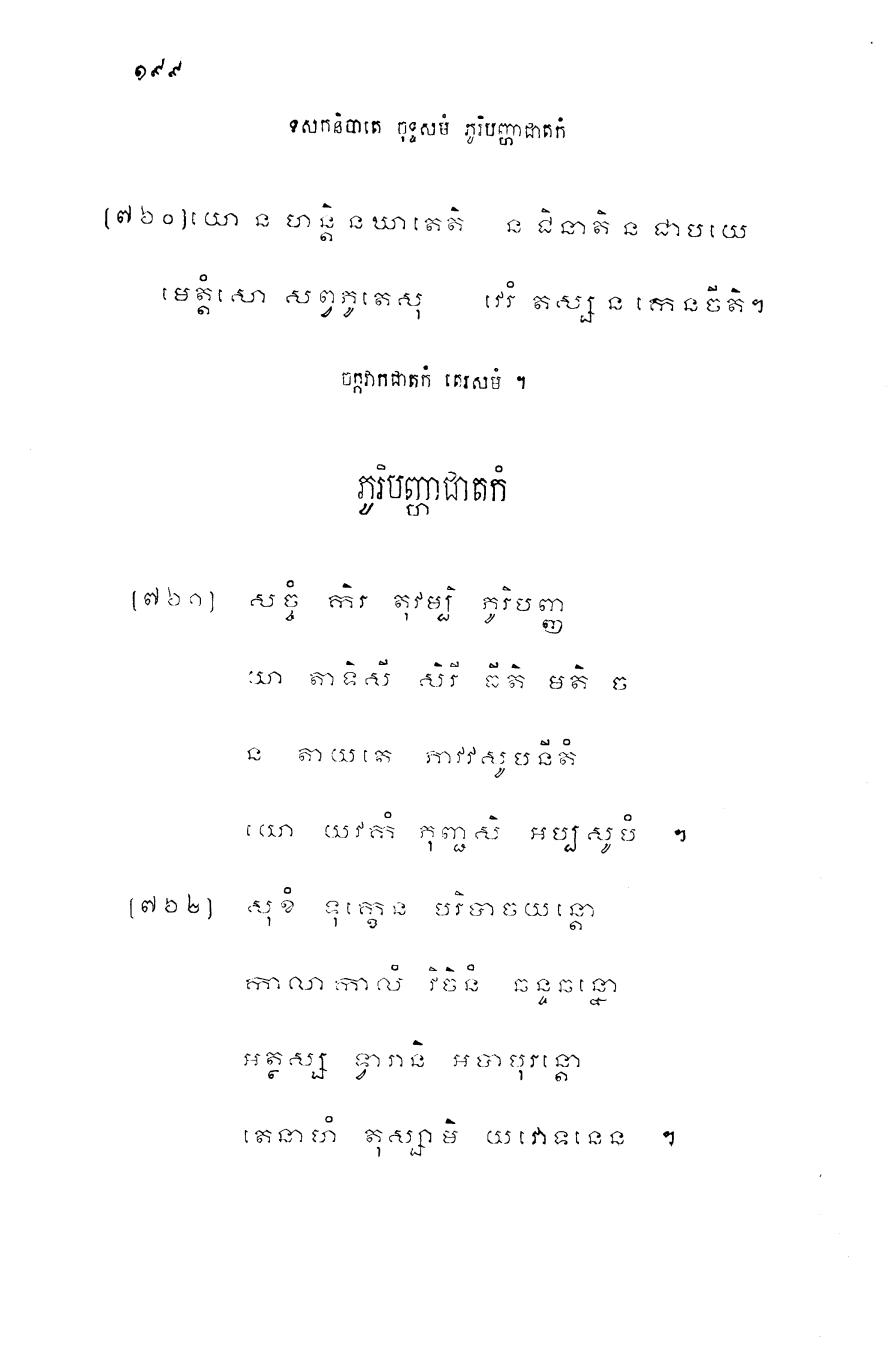 ១៩៩
ទសកនិបាតេ ចុទ្ទសមំ ភូរិបញ្ហាជាតកំ
(៧៦០) យោ ន ហន្តិ ន ឃាតេតិ ន ជិនាតិ ន ជាបយេ
មេត្តំសោ សព្វភូតេសុ វេរំ តស្ស ន កេនចីតិ។
ចក្កវាកជាតកំ តេរសមំ ។
ភូរិបញ្ហាជាតកំ
(៧៦១) សច្ចំ កិរ តុវម្បិ ភូរិបញ្ញ
យា តាទិសី សិរី ធីតិ មតិ ច
ន តាយតេ ភាវវសូបនីតំ
យោ យវកំ ភុញ្ជសិ អប្បសូបំ ។
(៧៦២) សុខំ ទុក្ខេន បរិបាចយន្តោ
កាលាកាលំ វិចិនំ ឆន្ទឆន្នោ
អត្ថស្ស ទ្វារានិ អបាបុរន្តោ
តេនាហំ តុស្សាមិ យវោទនេន ។